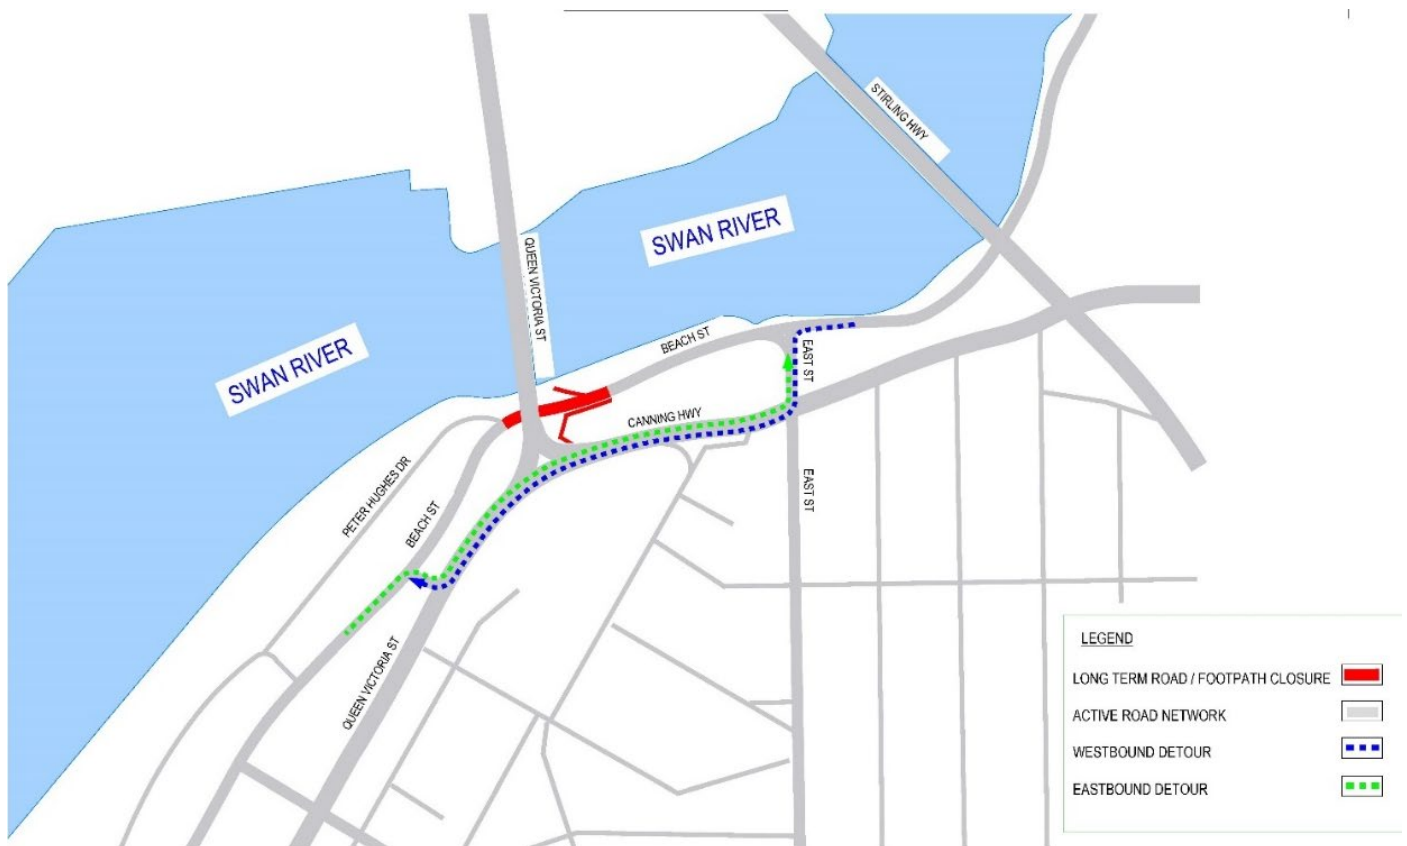 STIRLING HWY
SWAN RIVER
QUEEN VICTORIA ST
BEACH ST
EAST ST
SWAN RIVER
CANNING HWY
PETER HUGHES DR
BEACH ST
EAST ST
QUEEN VICTORIA ST
LEGEND
LONG TERM ROAD / FOOTPATH CLOSURE
ACTIVE ROAD NETWORK
WESTBOUND DETOUR
EASTBOUND DETOUR